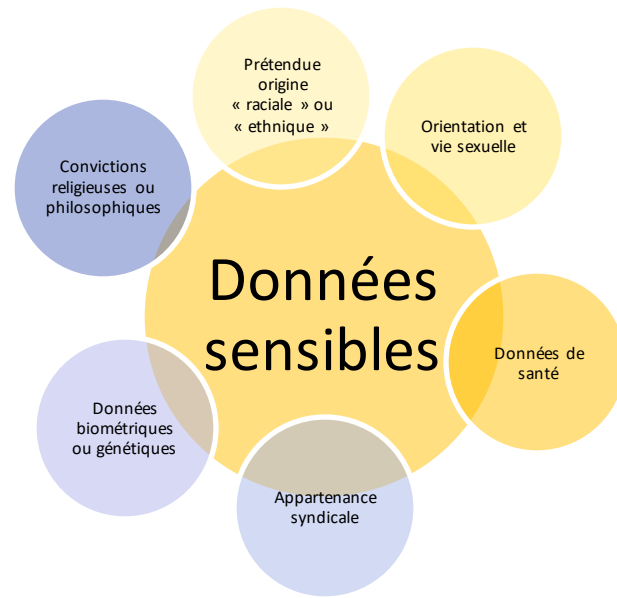 Données
sensibles
Prétendue
origine
« raciale » ou
« ethnique »
Orientation et
vie sexuelle
Données de
santé
Appartenance
syndicale
Données
biométriques
ou génétiques
Convictions
religieuses ou
philosophiques